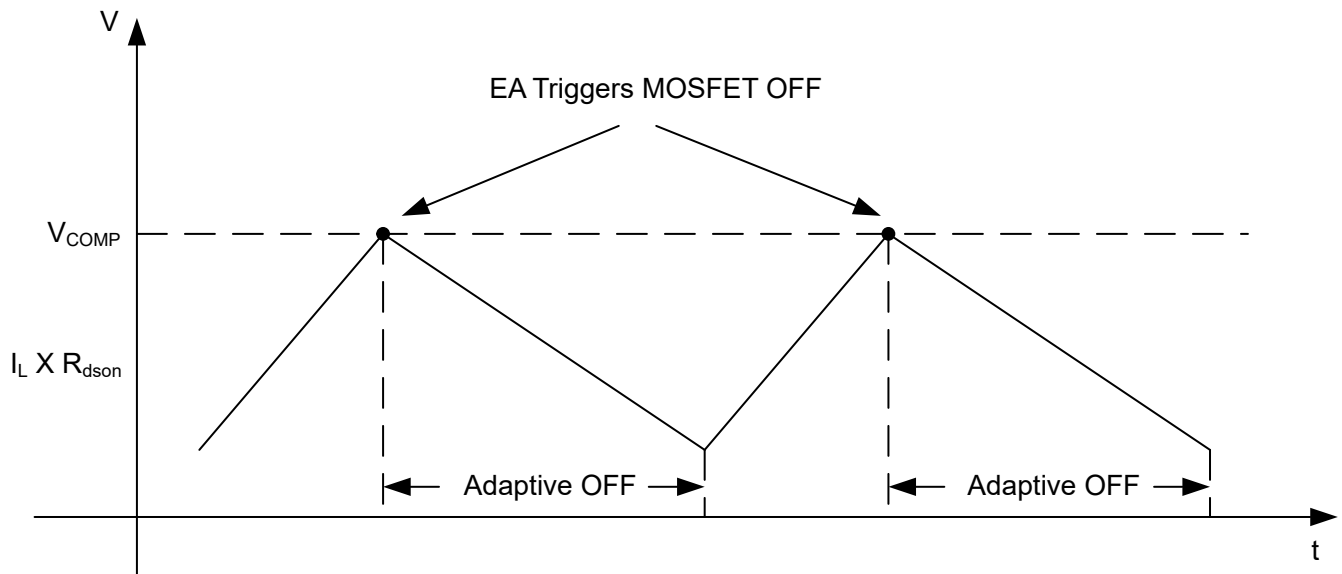 V
EA Triggers MOSFET OFF
VCOMP
IL X Rdson
Adaptive OFF
Adaptive OFF
t